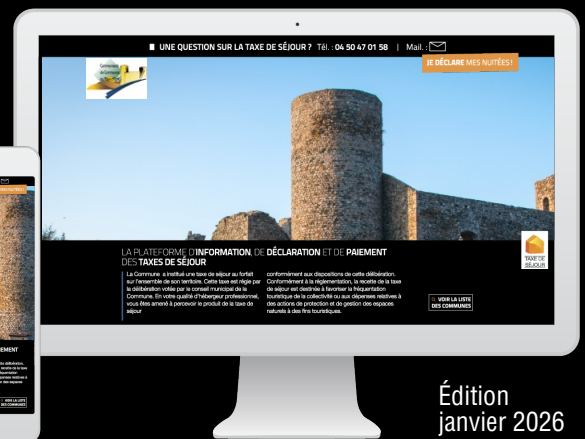 UNE QUESTION SUR LA TAXE DE SÉJOUR ? Tél. : 04 50 47 01 58 | Mail. :
JE DÉCLARE MES NUITÉES !
LA PLATEFORME D'INFORMATION, DE DÉCLARATION ET DE PAIEMENT
DES TAXES DE SÉJOUR
La Commune a institué une taxe de séjour au forfait
sur l'ensemble de son territoire. Cette taxe est régie par
la délibération votée par le conseil municipal de la
Commune. En votre qualité d'hébergeur professionnel,
vous êtes amené à percevoir le produit de la taxe de
séjour
conformément aux dispositions de cette délibération.
Conformément à la réglementation, la recette de la taxe
de séjour est destinée à favoriser la fréquentation
touristique de la collectivité ou aux dépenses relatives à
des actions de protection et de gestion des espaces
naturels à des fins touristiques.
TAXE DE
SÉJOUR
VOIR LA LISTE
DES COMMUNES
IEMENT
VOIR LA LISTE
DES COMMUNES
Édition
janvier 2026